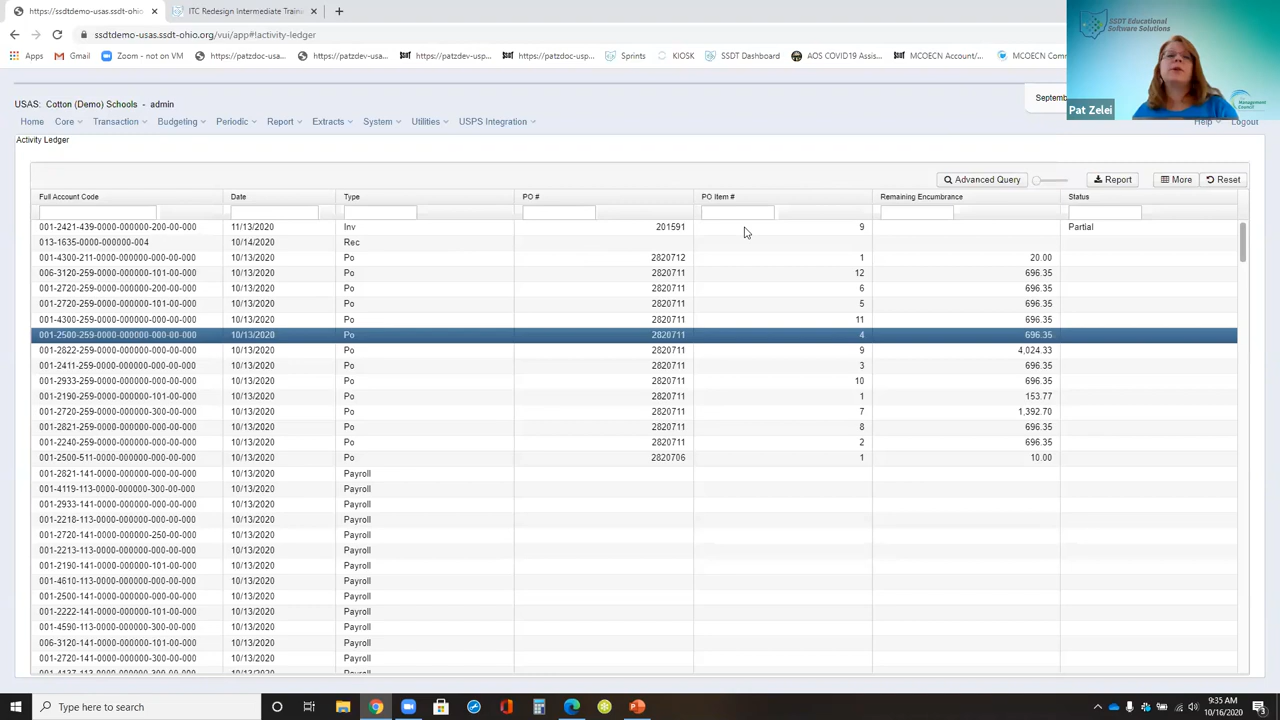 https://ssdtdemo-usas.ssdt-ohio.org
ITC Redesign Intermediate Train
ssdtdemo-usas.ssdt-ohio.org/vui/app#!activity-ledger
Apps Gmail Zoom - not on VW https://patzdoc-usa... https://patzdev-usa... https://patzdev-usp... https://patzdoc-usp... Sprints KIOSK SSDT Dashboard AOS COVID19 Assis... MCOECN Account/... MCOECN Comm
SSDT Educational
Software Solutions
Management
Council
Pat Zelei
USAS: Cotton (Demo) Schools - admin
Septemb
Home Core Transaction Budgeting Periodic Report Extracts System Utilities USPS Integration Help Logout
Activity Ledger
Advanced Query Report More Reset
Full Account Code Date Type PO # PO Item # Remaining Encumbrance Status
001-2421-439-0000-000000-200-00-000 11/13/2020 Inv 201591 9 Partial
013-1635-0000-000000-004 10/14/2020 Rec
001-4300-211-0000-000000-000-00-000 10/13/2020 Po 2820712 1 20.00
006-3120-259-0000-000000-101-00-000 10/13/2020 Po 2820711 12 696.35
001-2720-259-0000-000000-200-00-000 10/13/2020 Po 2820711 6 696.35
001-2720-259-0000-000000-101-00-000 10/13/2020 Po 2820711 5 696.35
001-4300-259-0000-000000-000-00-000 10/13/2020 Po 2820711 11 696.35
001-2500-259-0000-000000-000-00-000 10/13/2020 Po 2820711 4 696.35
001-2822-259-0000-000000-000-00-000 10/13/2020 Po 2820711 9 4,024.33
001-2411-259-0000-000000-000-00-000 10/13/2020 Po 2820711 3 696.35
001-2933-259-0000-000000-000-00-000 10/13/2020 Po 2820711 10 696.35
001-2190-259-0000-000000-101-00-000 10/13/2020 Po 2820711 1 153.77
001-2720-259-0000-000000-300-00-000 10/13/2020 Po 2820711 7 1,392.70
001-2821-259-0000-000000-000-00-000 10/13/2020 Po 2820711 8 696.35
001-2240-259-0000-000000-000-00-000 10/13/2020 Po 2820711 2 696.35
001-2500-511-0000-000000-000-00-000 10/13/2020 Po 2820706 1 10.00
001-2821-141-0000-000000-000-00-000 10/13/2020 Payroll
001-4119-113-0000-000000-300-00-000 10/13/2020 Payroll
001-2933-141-0000-000000-000-00-000 10/13/2020 Payroll
001-2218-113-0000-000000-300-00-000 10/13/2020 Payroll
001-2720-141-0000-000000-250-00-000 10/13/2020 Payroll
001-2213-113-0000-000000-000-00-000 10/13/2020 Payroll
001-2190-141-0000-000000-101-00-000 10/13/2020 Payroll
001-4610-113-0000-000000-000-00-000 10/13/2020 Payroll
001-2500-141-0000-000000-000-00-000 10/13/2020 Payroll
001-2222-141-0000-000000-101-00-000 10/13/2020 Payroll
001-4590-113-0000-000000-300-00-000 10/13/2020 Payroll
006-3120-141-0000-000000-101-00-000 10/13/2020 Payroll
001-2720-141-0000-000000-300-00-000 10/13/2020 Payroll
001-4137-113-0000-000000-300-00-000 10/13/2020 Payroll
Type here to search
9:35 AM
10/16/2020
3